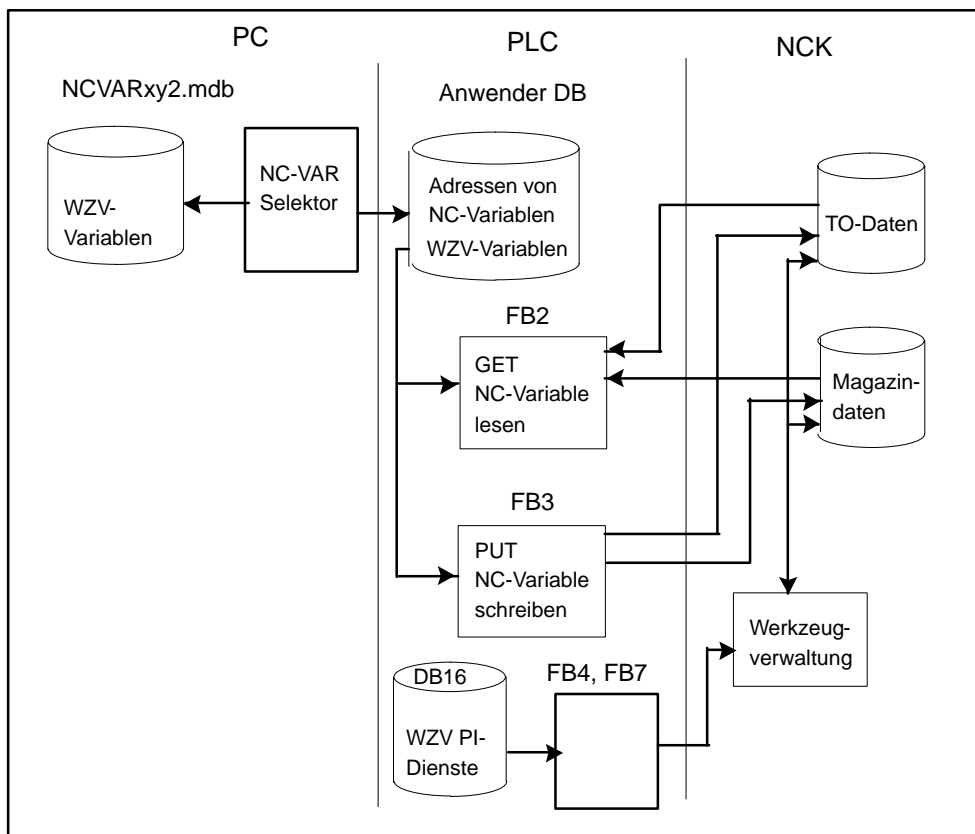 PC
PLC
NCK
NCVARxy2.mdb
Anwender DB
NC-VAR
Selektor
WZV-
Variablen
Adressen von
NC-Variablen
WZV-Variablen
TO-Daten
FB2
GET
NC-Variable
lesen
Magazin-
daten
FB3
PUT
NC-Variable
schreiben
Werkzeug-
verwaltung
DB16
WZV PI-
Dienste
FB4, FB7